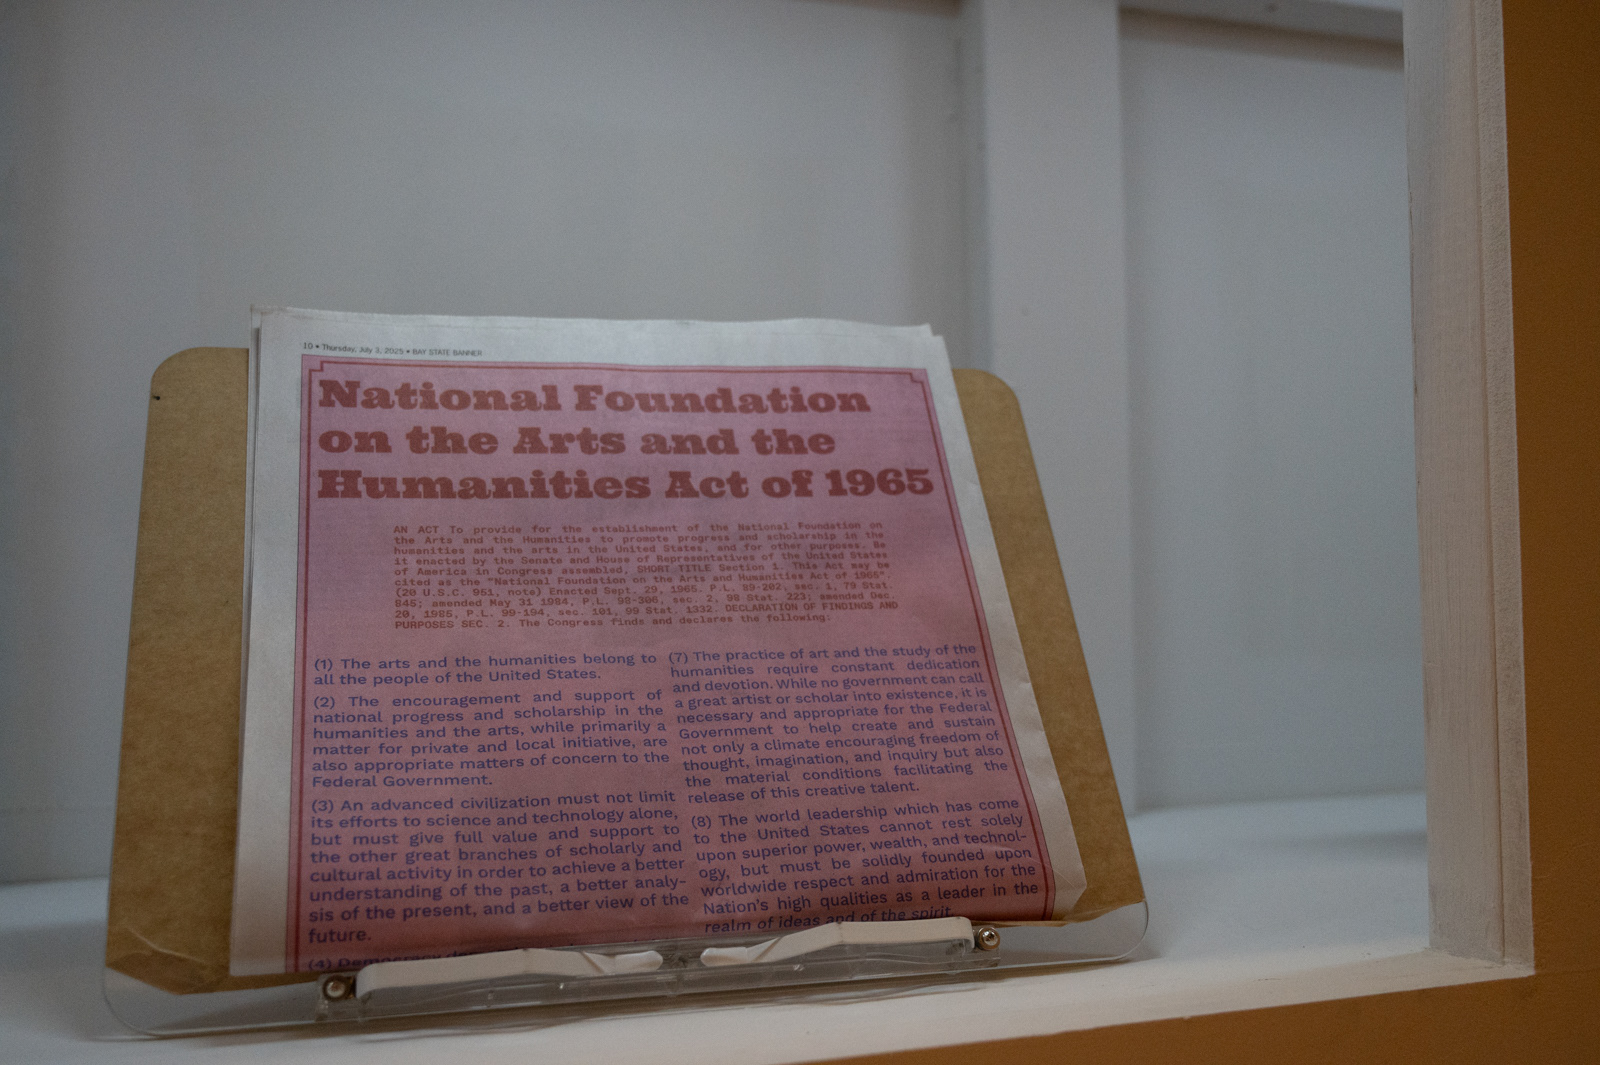 10 • Thursday, July 3, 2025 • BAY STATE BANNER
National Foundation
on the Arts and the
Humanities Act of 1965
AN ACT To provide for the establishment of the National Foundation on
the Arts and the Humanities to promote progress and scholarship in the
humanities and the arts in the United States, and for other purposes. Be
it enacted by the Senate and House of Representatives of the United States
of America in Congress assembled, SHORT TITLE Section 1. This Act may be
cited as the "National Foundation on the Arts and Humanities Act of 1965".
(20 U.S.C. 951, note) Enacted Sept. 29, 1965. P.L. 89-202, sec. 1, 79 Stat.
845; amended May 31 1984, P.L. 98-306, sec. 2, 98 Stat. 223; amended Dec.
20, 1985, P.L. 99-194, sec. 101, 99 Stat. 1332. DECLARATION OF FINDINGS AND
PURPOSES SEC. 2. The Congress finds and declares the following:
(1) The arts and the humanities belong to
all the people of the United States.
(2) The encouragement and support of
national progress and scholarship in the
humanities and the arts, while primarily a
matter for private and local initiative, are
also appropriate matters of concern to the
Federal Government.
(3) An advanced civilization must not limit
its efforts to science and technology alone,
but must give full value and support to
the other great branches of scholarly and
cultural activity in order to achieve a better
understanding of the past, a better analy-
sis of the present, and a better view of the
future.
(4) Democracy
(7) The practice of art and the study of the
humanities require constant dedication
and devotion. While no government can call
a great artist or scholar into existence, it is
necessary and appropriate for the Federal
Government to help create and sustain
not only a climate encouraging freedom of
thought, imagination, and inquiry but also
the material conditions facilitating the
release of this creative talent.
(8) The world leadership which has come
to the United States cannot rest solely
upon superior power, wealth, and technol-
ogy, but must be solidly founded upon
worldwide respect and admiration for the
Nation's high qualities as a leader in the
realm of ideas and of the spirit